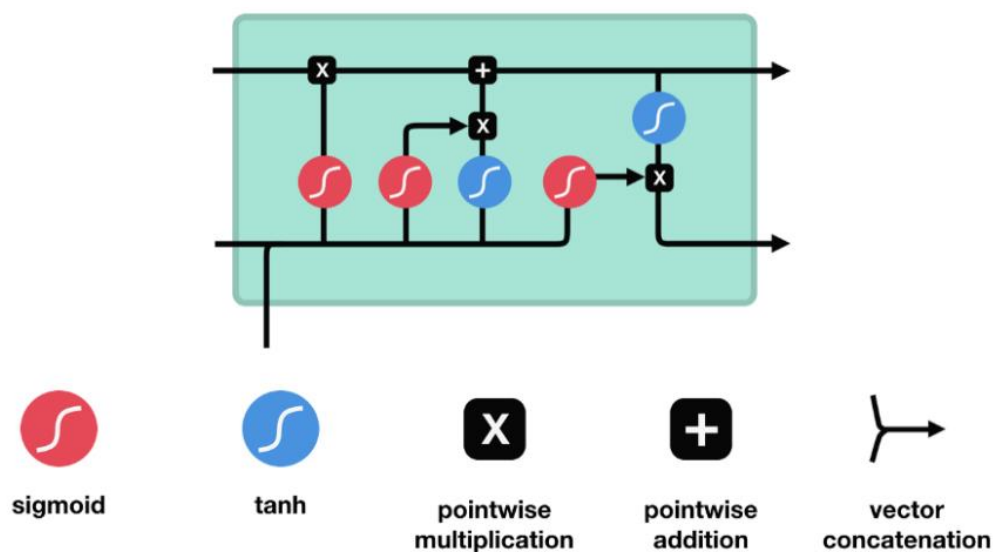 X
+
X
X
X
+
sigmoid
tanh
pointwise
multiplication
pointwise
addition
vector
concatenation